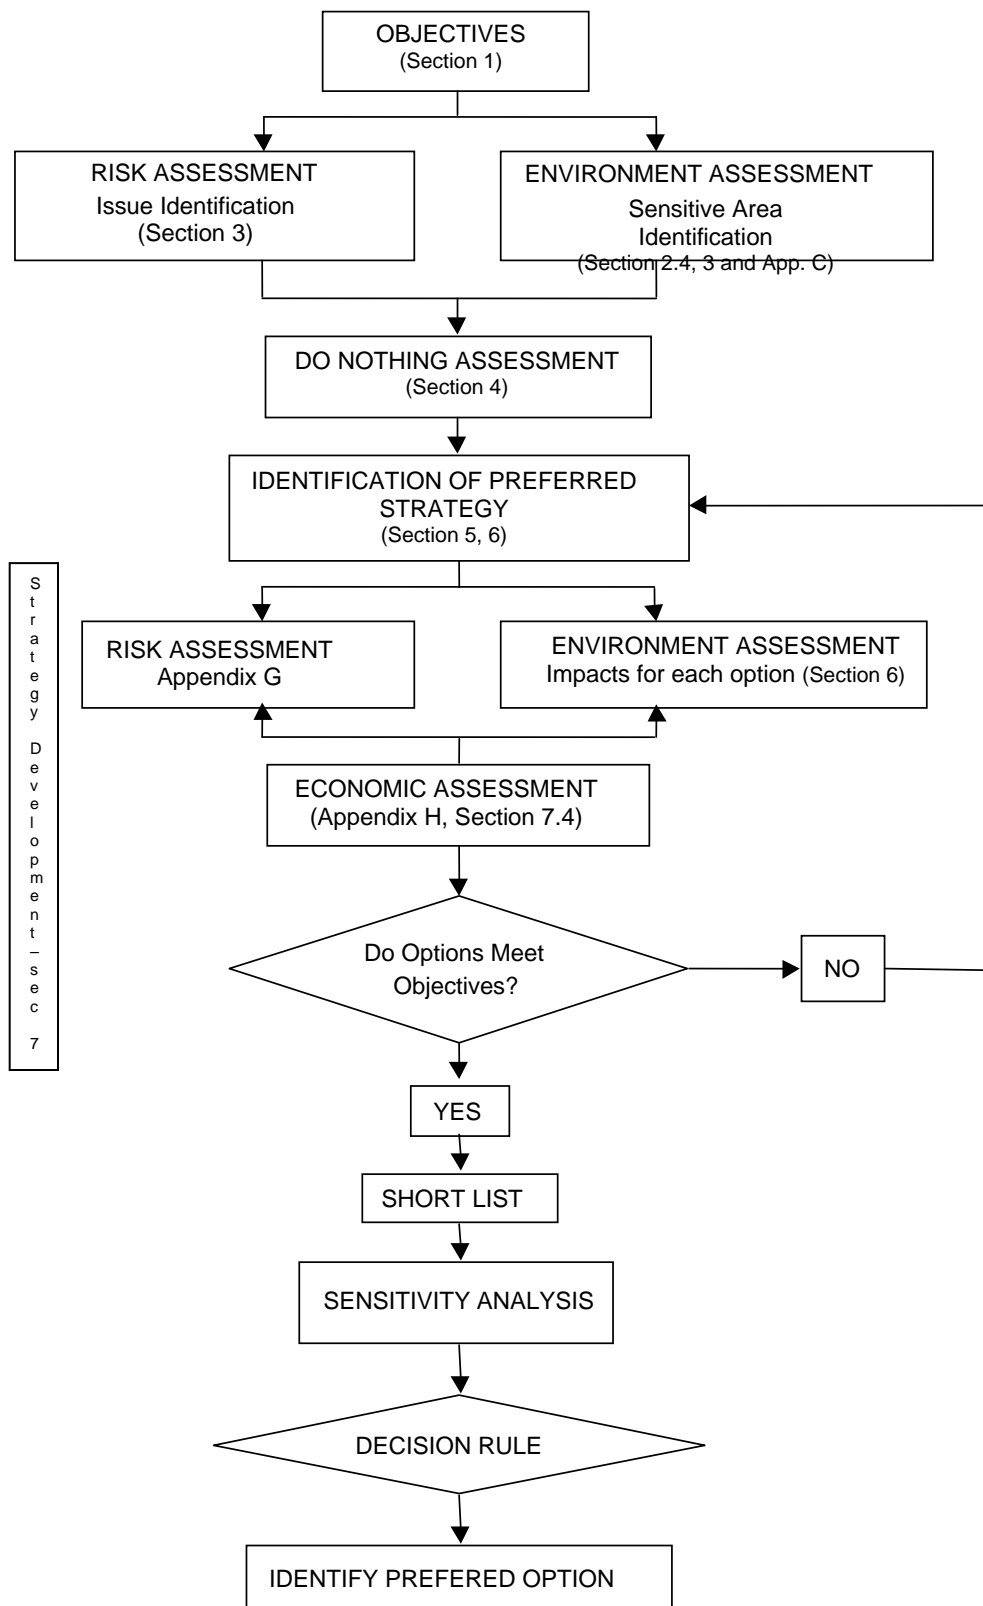 OBJECTIVES
(Section 1)
RISK ASSESSMENT
Issue Identification
(Section 3)
ENVIRONMENT ASSESSMENT
Sensitive Area
Identification
(Section 2.4, 3 and App. C)
DO NOTHING ASSESSMENT
(Section 4)
IDENTIFICATION OF PREFERRED
STRATEGY
(Section 5, 6)
Strategy Development – sec 7
RISK ASSESSMENT
Appendix G
ENVIRONMENT ASSESSMENT
Impacts for each option (Section 6)
ECONOMIC ASSESSMENT
(Appendix H, Section 7.4)
Do Options Meet
Objectives?
NO
YES
SHORT LIST
SENSITIVITY ANALYSIS
DECISION RULE
IDENTIFY PREFERED OPTION